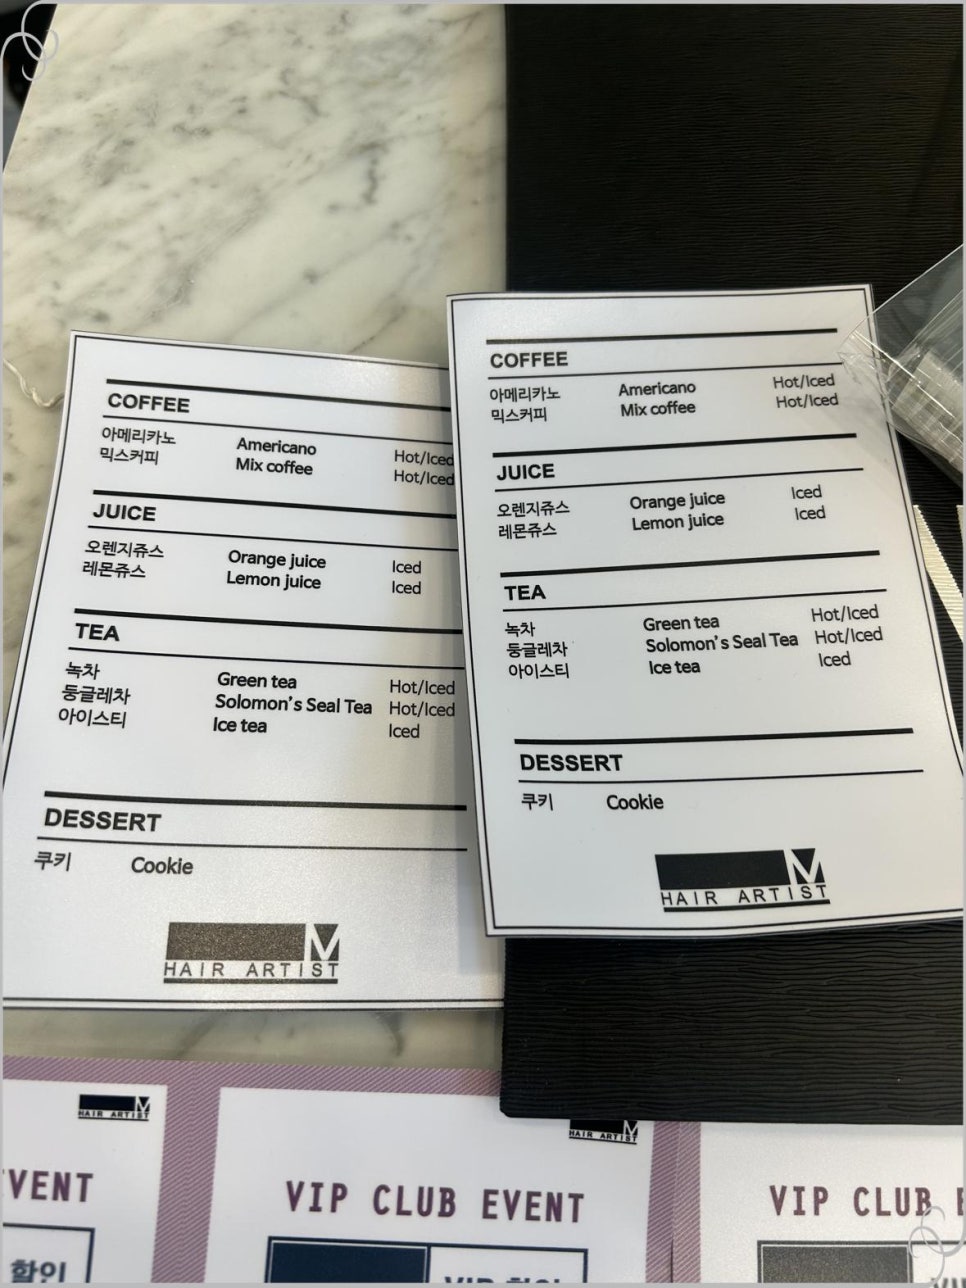 COFFEE
아메리카노 Americano Hot/Iced
믹스커피 Mix coffee Hot/Iced
JUICE
오렌지쥬스 Orange juice Iced
레몬쥬스 Lemon juice Iced
TEA
녹차 Green tea Hot/Iced
둥글레차 Solomon's Seal Tea Hot/Iced
아이스티 Ice tea Iced
DESSERT
쿠키 Cookie
M
HAIR ARTIST
COFFEE
아메리카노 Americano Hot/Iced
믹스커피 Mix coffee Hot/Iced
JUICE
오렌지쥬스 Orange juice Iced
레몬쥬스 Lemon juice Iced
TEA
녹차 Green tea Hot/Iced
둥글레차 Solomon's Seal Tea Hot/Iced
아이스티 Ice tea Iced
DESSERT
쿠키 Cookie
M
HAIR ARTIST
M
HAIR ARTIST
VENT
할인
M
HAIR ARTIST
VIP CLUB EVENT
VIP 할인
VIP CLUB E